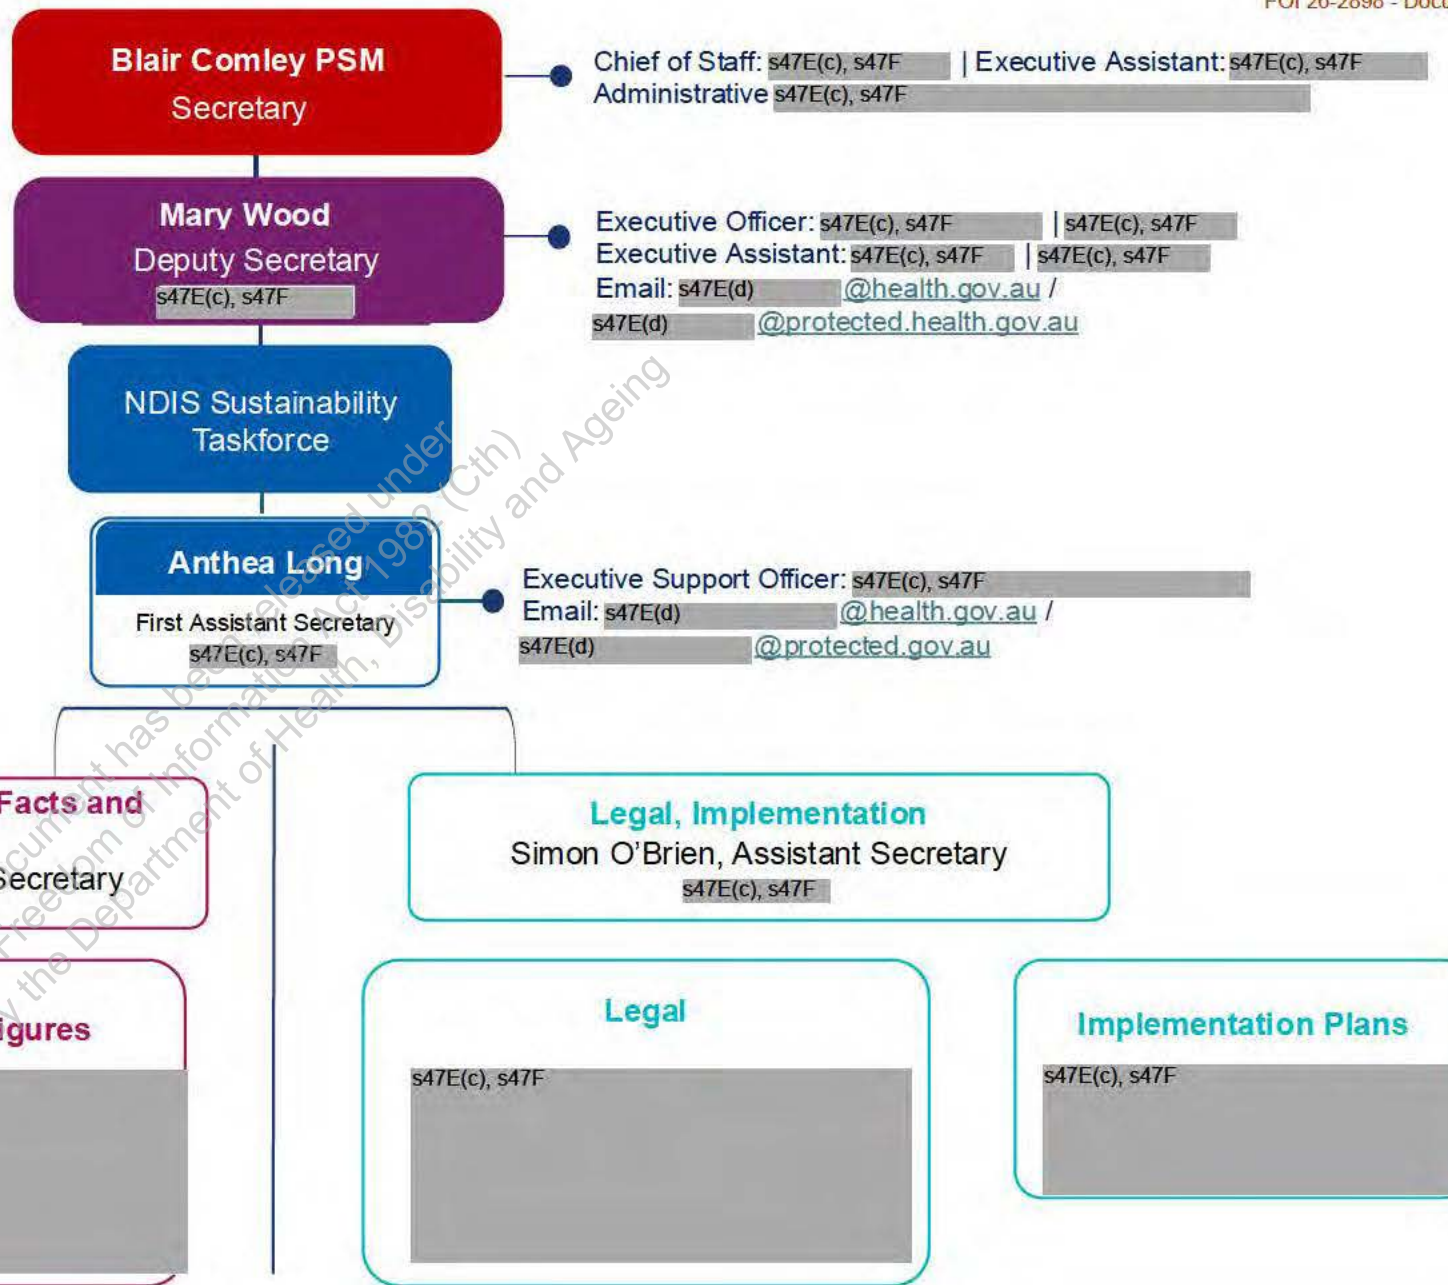 FOI 26-2898 - Docu
Blair Comley PSM
Secretary
Chief of Staff: s47E(c), s47F | Executive Assistant: s47E(c), s47F
Administrative s47E(c), s47F
Mary Wood
Deputy Secretary
s47E(c), s47F
Executive Officer: s47E(c), s47F | s47E(c), s47F
Executive Assistant: s47E(c), s47F | s47E(c), s47F
Email: s47E(d) @health.gov.au /
s47E(d) @protected.health.gov.au
NDIS Sustainability
Taskforce
Anthea Long
First Assistant Secretary
s47E(c), s47F
Executive Support Officer: s47E(c), s47F
Email: s47E(d) @health.gov.au /
s47E(d) @protected.gov.au
Facts and
Secretary
Legal, Implementation
Simon O'Brien, Assistant Secretary
s47E(c), s47F
igures
Legal
s47E(c), s47F
Implementation Plans
s47E(c), s47F
document has been released under
Freedom of Information Act 1982 (Cth)
by the Department of Health, Disability and Ageing